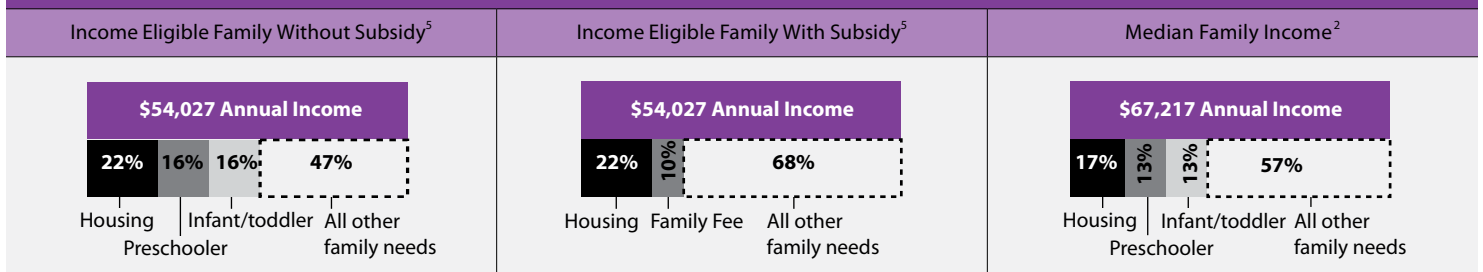 Income Eligible Family Without Subsidy5
$54,027 Annual Income
22% 16% 16% 47%
Housing Infant/toddler All other
Preschooler family needs
Income Eligible Family With Subsidy5
$54,027 Annual Income
22% 10% 68%
Housing Family Fee All other
family needs
Median Family Income2
$67,217 Annual Income
17% 13% 13% 57%
Housing Infant/toddler All other
Preschooler family needs